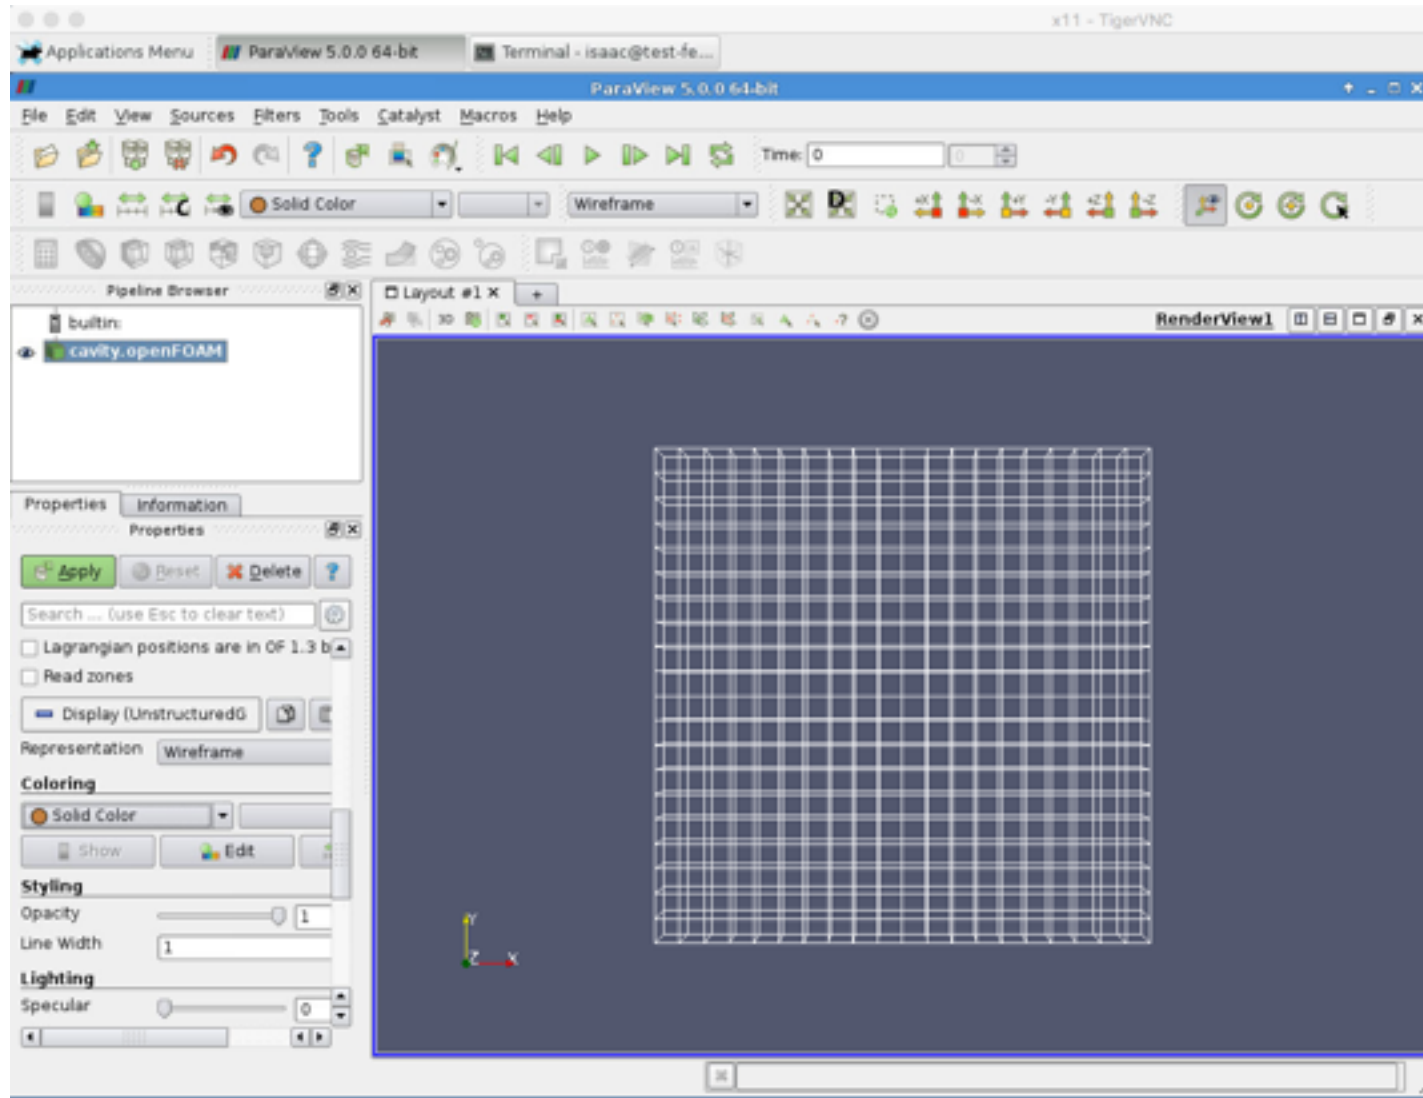 x11 - TigerVNC
Applications Menu ParaView 5.0.0 64-bit Terminal - isaac@test-fe...
ParaView 5.0.0 64-bit
File Edit View Sources Filters Tools Catalyst Macros Help
Time: 0 0
Solid Color Wireframe
Pipeline Browser
Layout #1
builtin:
3D
RenderView1
cavity.openFOAM
Properties Information
Properties
Apply Reset Delete ?
Search ... (use Esc to clear text)
Lagrangian positions are in OF 1.3 b
Read zones
Display (UnstructuredG
Representation Wireframe
Coloring
Solid Color
Show Edit
Styling
Opacity 1
Line Width 1
Lighting
Specular 0
Y
Z X